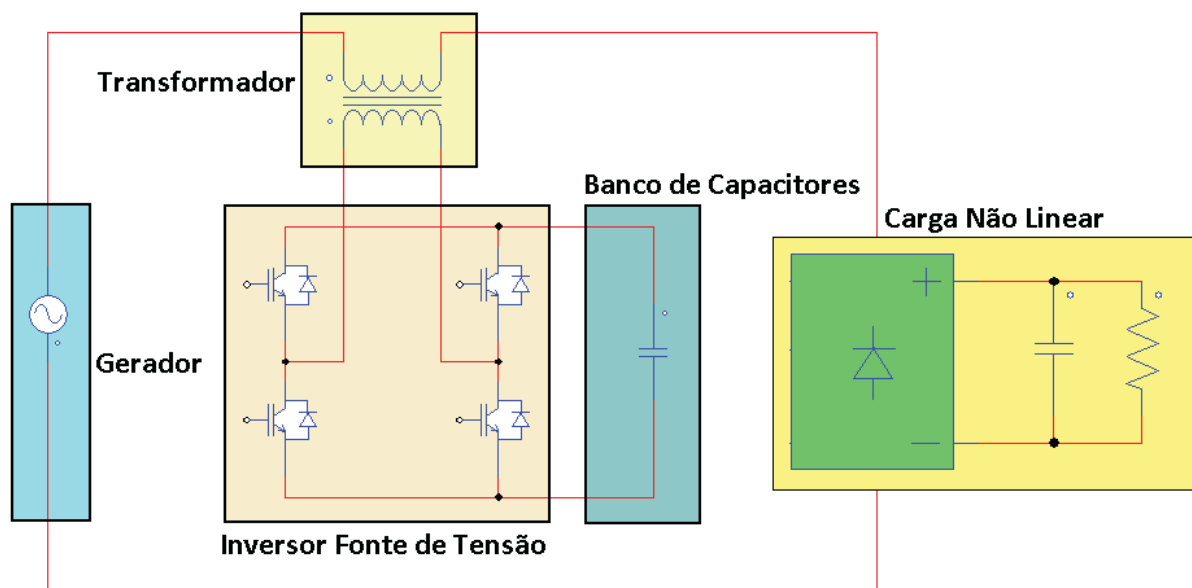 Transformador
Banco de Capacitores
Carga Não Linear
Gerador
Inversor Fonte de Tensão